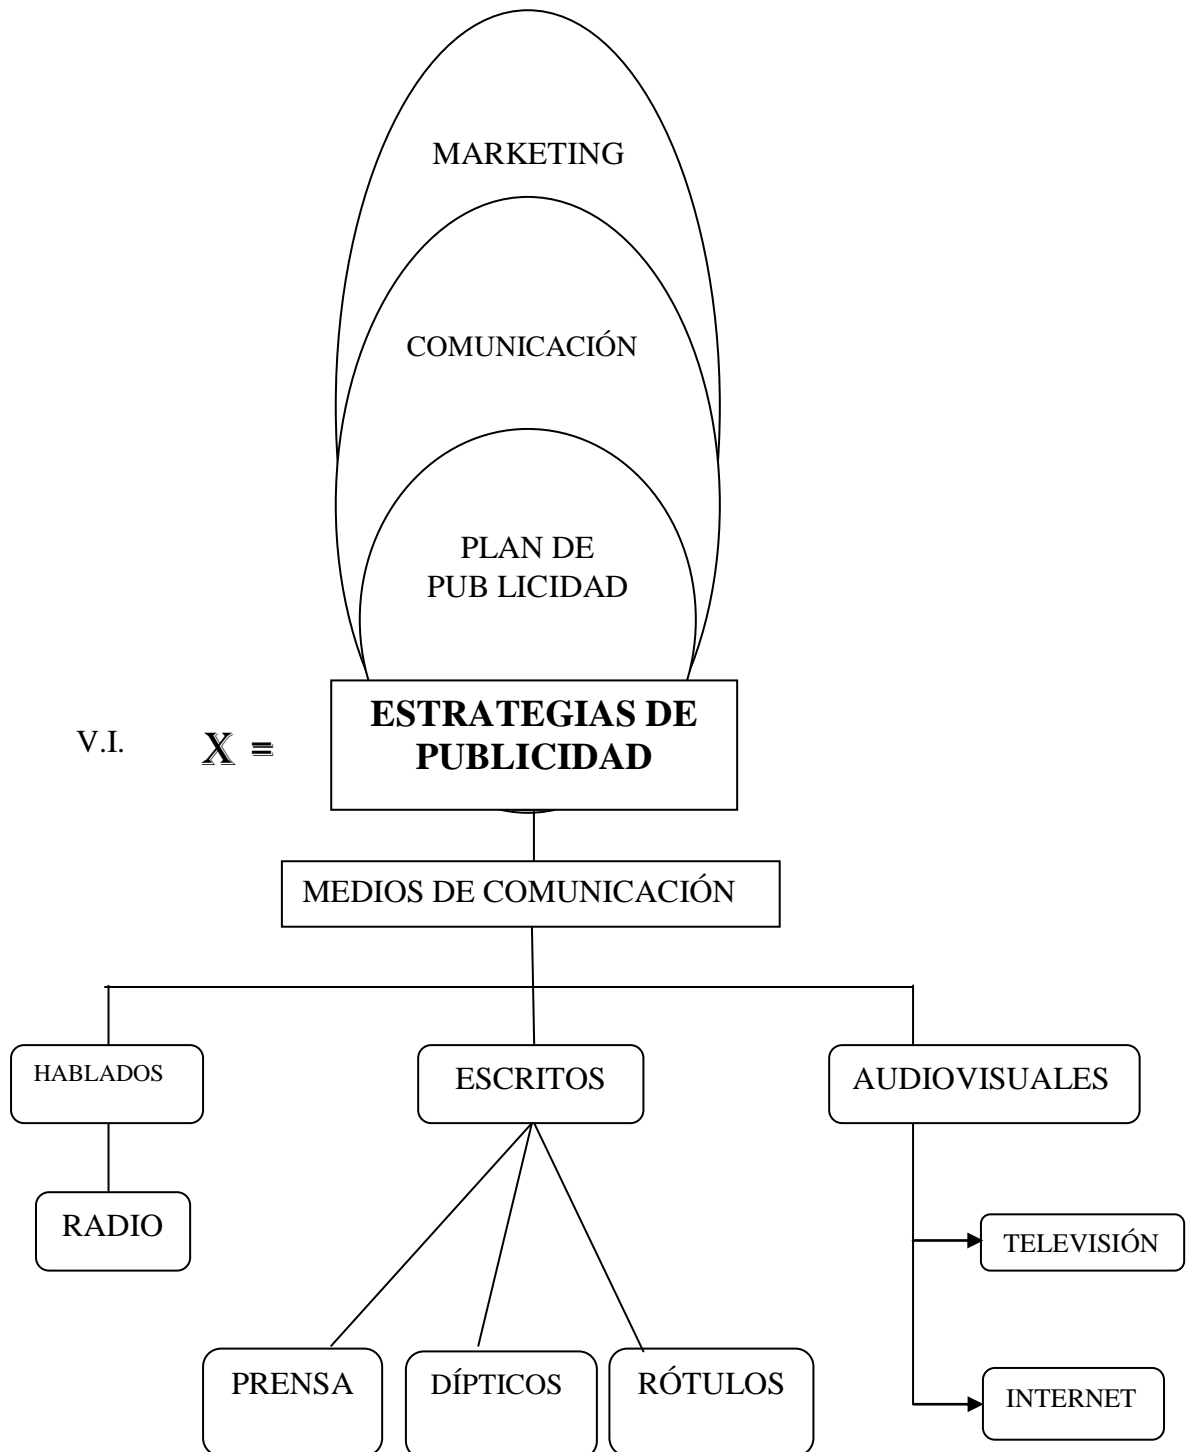 MARKETING
COMUNICACIÓN
PLAN DE
PUB LICIDAD
ESTRATEGIAS DE
PUBLICIDAD
V.I. X =
MEDIOS DE COMUNICACIÓN
HABLADOS ESCRITOS AUDIOVISUALES
RADIO
TELEVISIÓN
PRENSA DÍPTICOS RÓTULOS
INTERNET